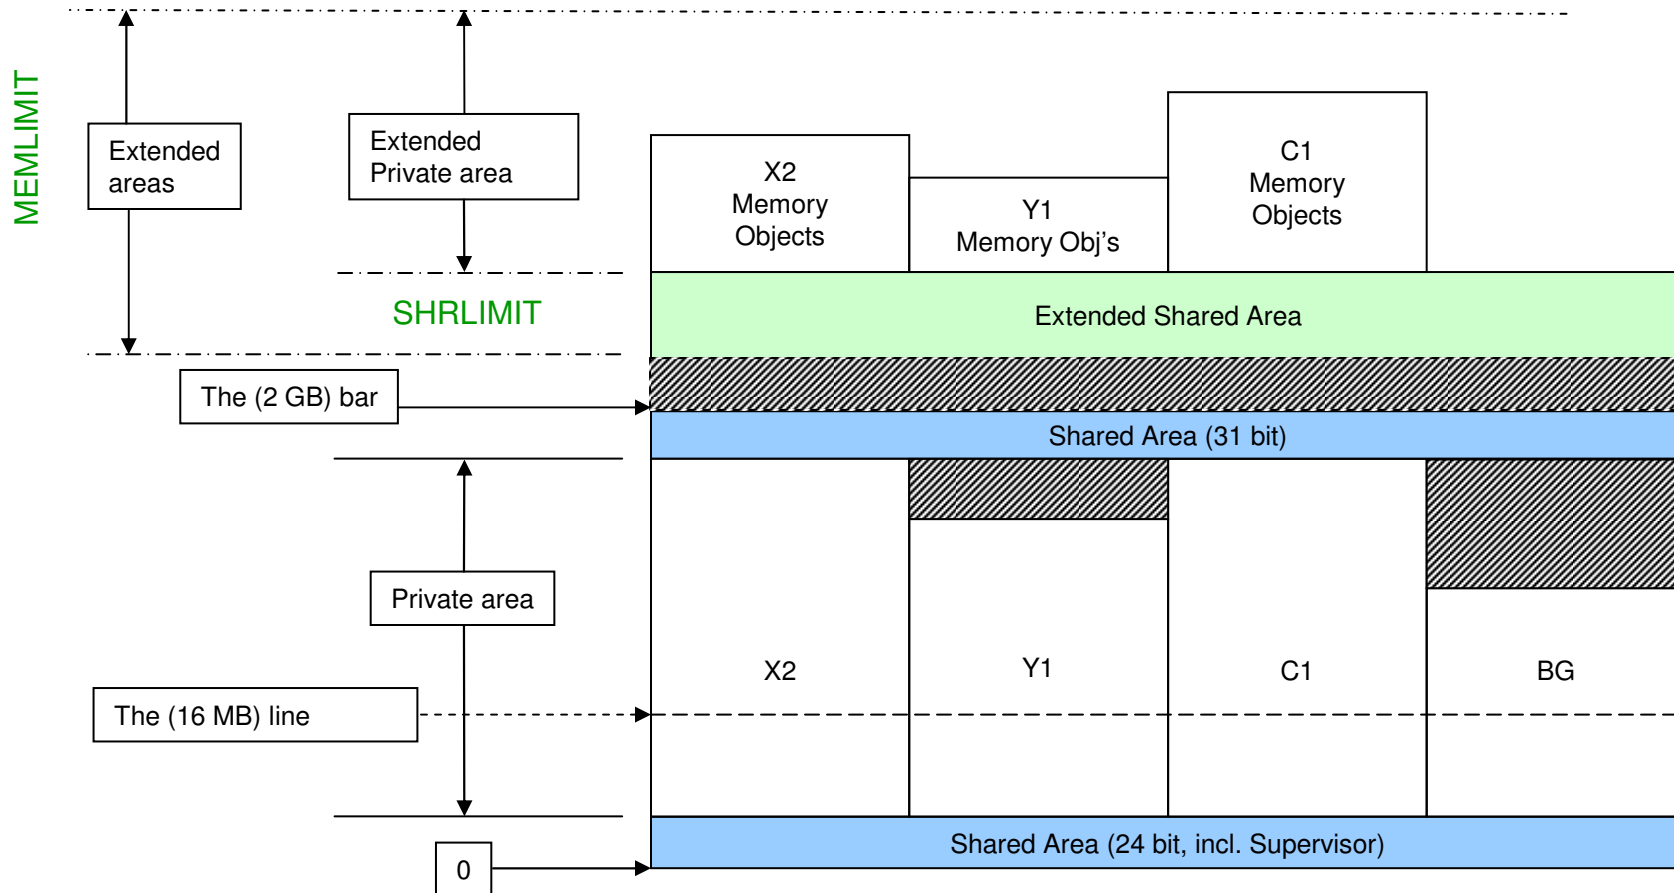 MEMLIMIT
Extended
areas
Extended
Private area
X2
Memory
Objects
Y1
Memory Obj's
C1
Memory
Objects
SHRLIMIT
Extended Shared Area
The (2 GB) bar
Shared Area (31 bit)
Private area
X2
Y1
C1
BG
The (16 MB) line
Shared Area (24 bit, incl. Supervisor)
0